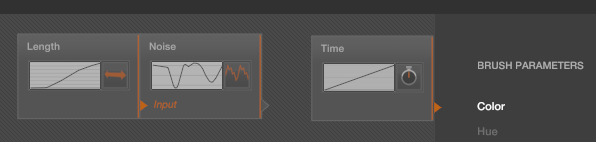 Length
Noise
Input
Time
BRUSH PARAMETERS
Color
Hue